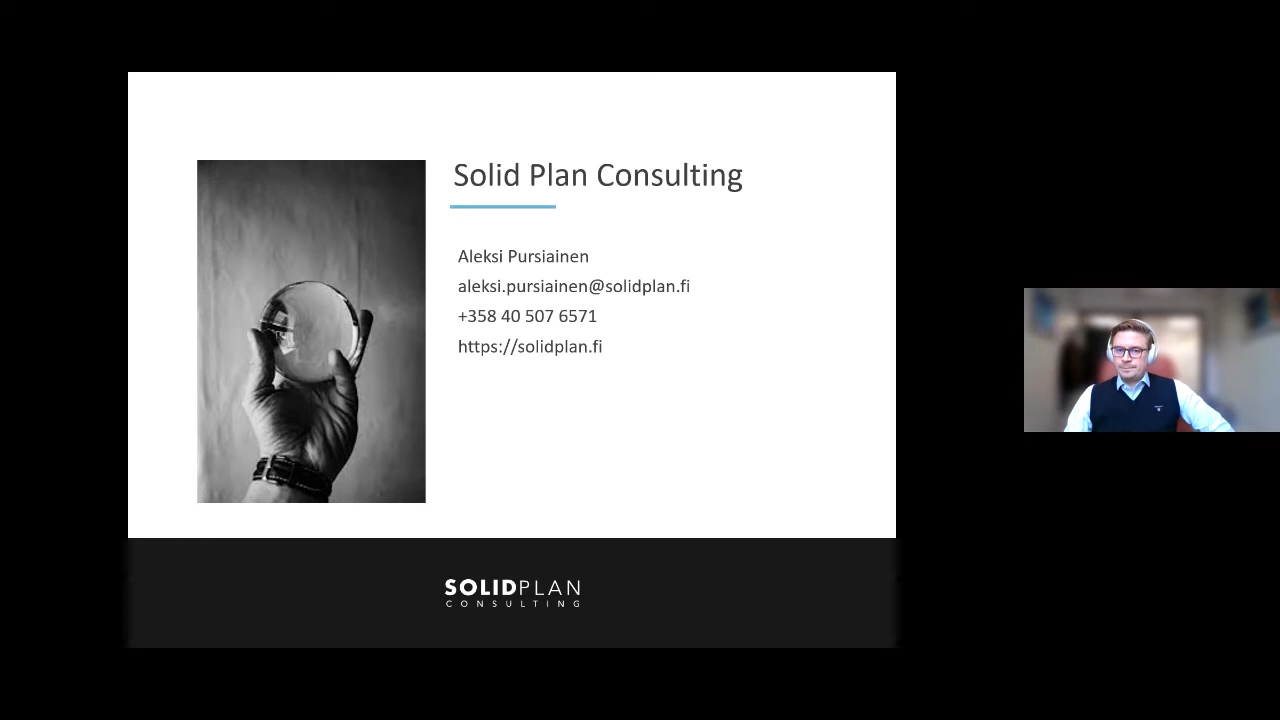 Solid Plan Consulting
Aleksi Pursiainen
aleksi.pursiainen@solidplan.fi
+358 40 507 6571
https://solidplan.fi
SOLIDPLAN
CONSULTING